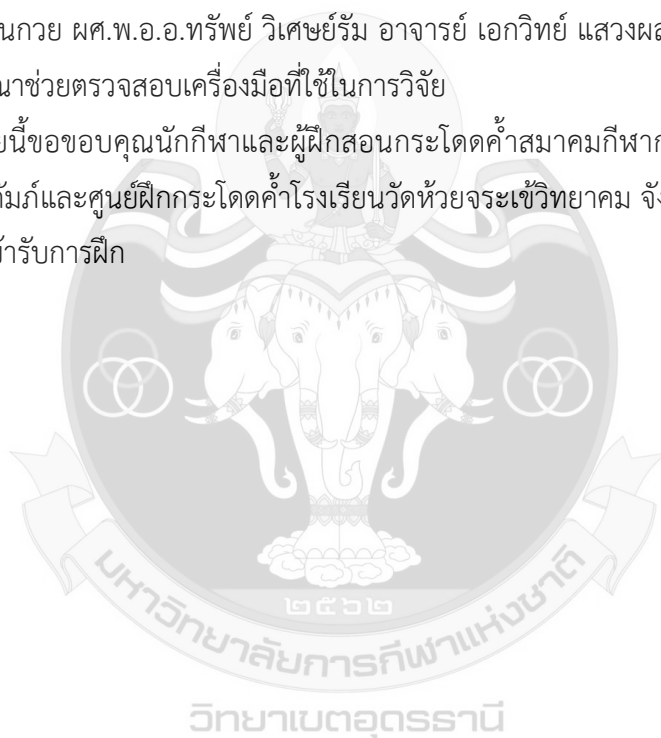 นกวย ผศ.พ.อ.อ.ทรัพย์ วิเศษย์รัม อาจารย์ เอกวิทย์ แสวงผล
ณาช่วยตรวจสอบเครื่องมือที่ใช้ในการวิจัย
ยนี้ขอขอบคุณนักกีฬาและผู้ฝึกสอนกระโดดค้ำสมาคมกีฬาก
ถัมภ์และศูนย์ฝึกกระโดดค้ำโรงเรียนวัดห้วยจระเข้วิทยาคม จัง
ข้ารับการฝึก
๒๕๖๒
มหาวิทยาลัยการกีฬาแห่งชาติ
วิทยาเขตอุดรธานี